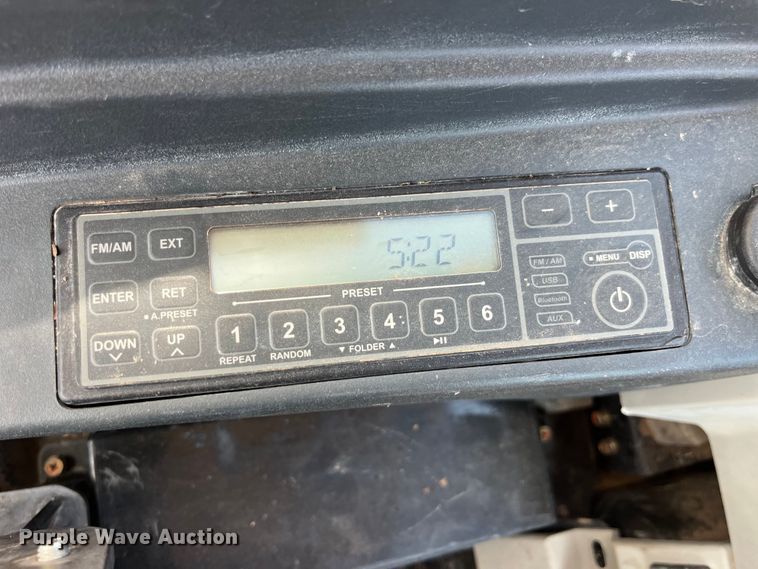 FM/AM EXT 5:22 - +
ENTER RET
• A.PRESET
DOWN UP
PRESET
1 2 3 4 5 6
REPEAT RANDOM ▼ FOLDER ▲ ▶II
FM / AM
USB
Bluetooth
AUX
• MENU DISP
Purple Wave Auction